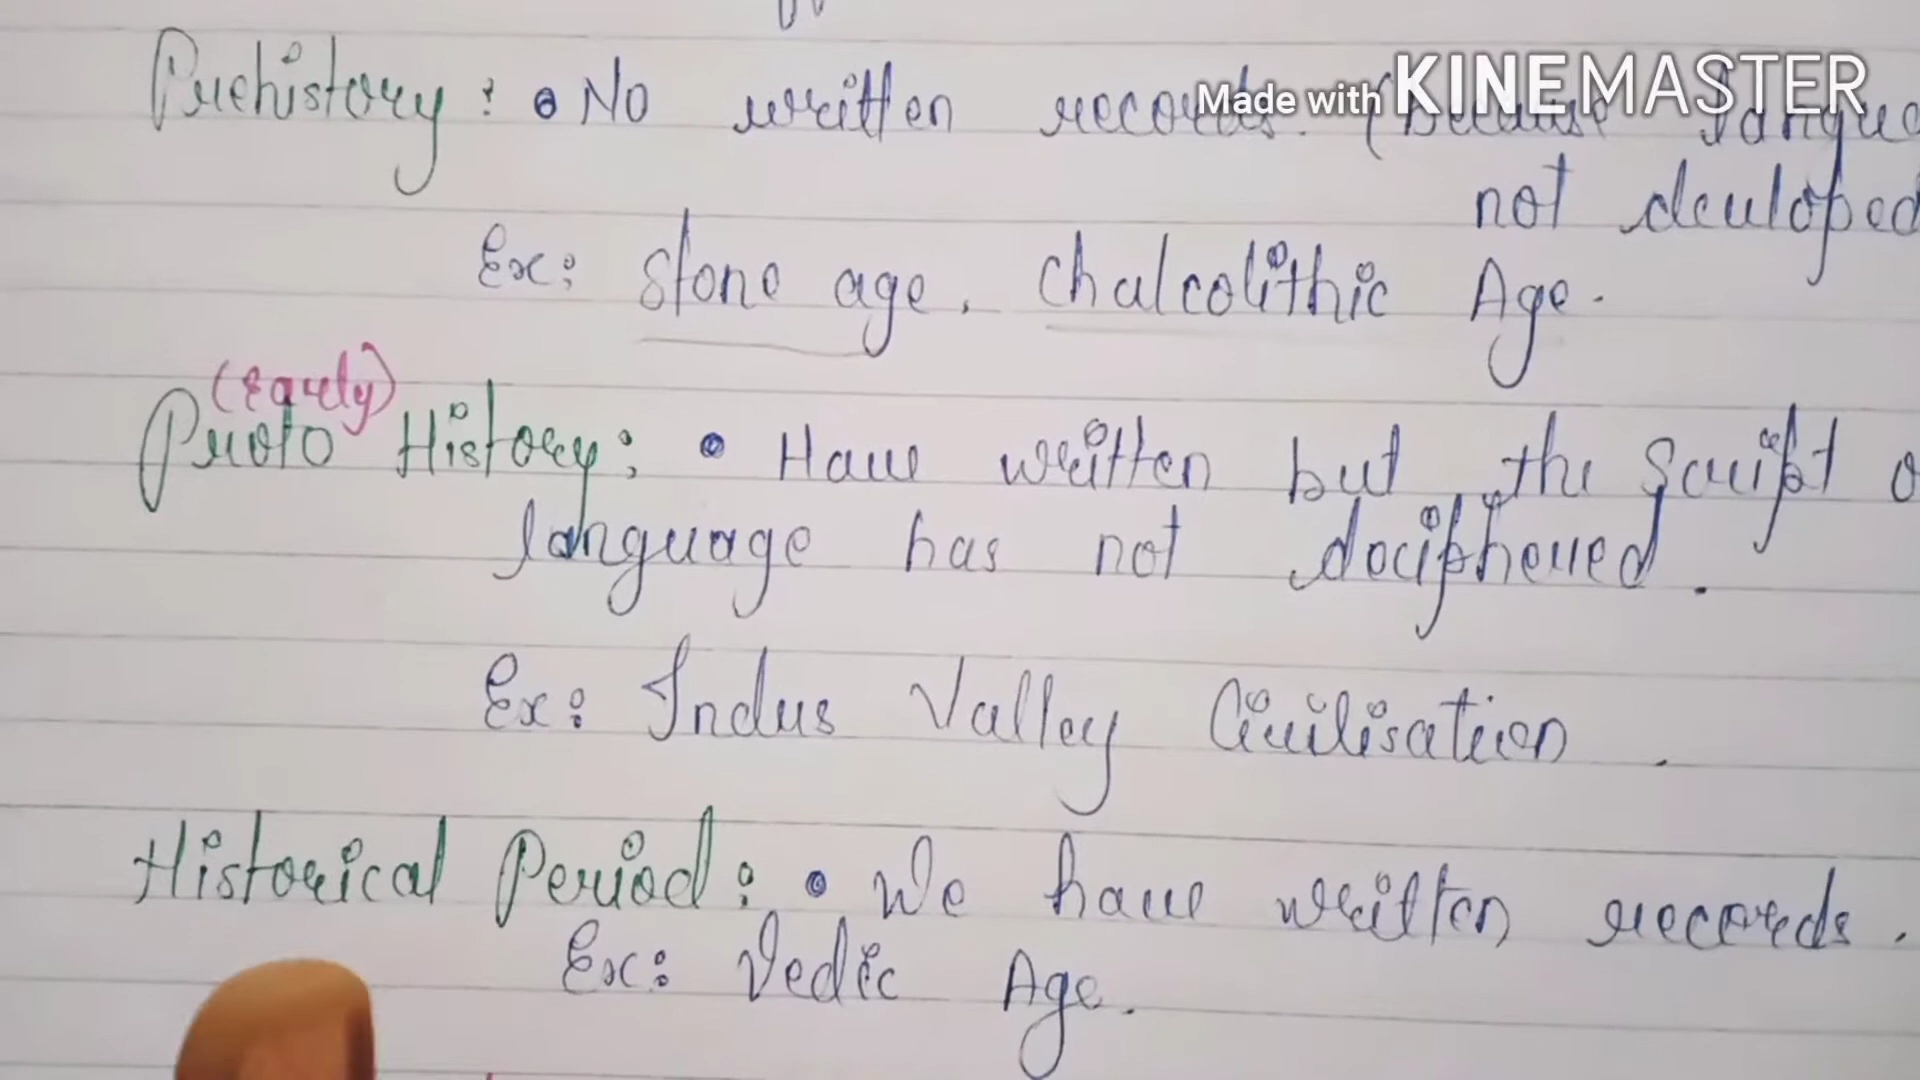 Made with KINEMASTER
Prehistory: • No written records. (Because
not developed
Ex: Stone age, Chalcolithic Age.
(Early)
Proto History: • Have written but the Script
language has not deciphered.
Ex: Indus Valley Civilisation.
Historical Period: • We have written records.
Ex: Vedic Age.